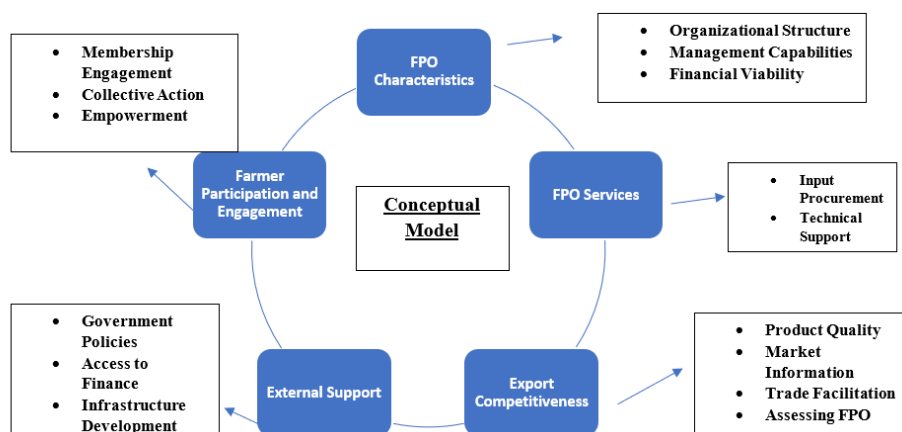 FPO
Characteristics
• Organizational Structure
• Management Capabilities
• Financial Viability
• Membership
Engagement
• Collective Action
• Empowerment
Farmer
Participation and
Engagement
Conceptual
Model
FPO Services
• Input
Procurement
• Technical
Support
• Government
Policies
• Access to
Finance
• Infrastructure
Development
External Support
Export
Competitiveness
• Product Quality
• Market
Information
• Trade Facilitation
• Assessing FPO